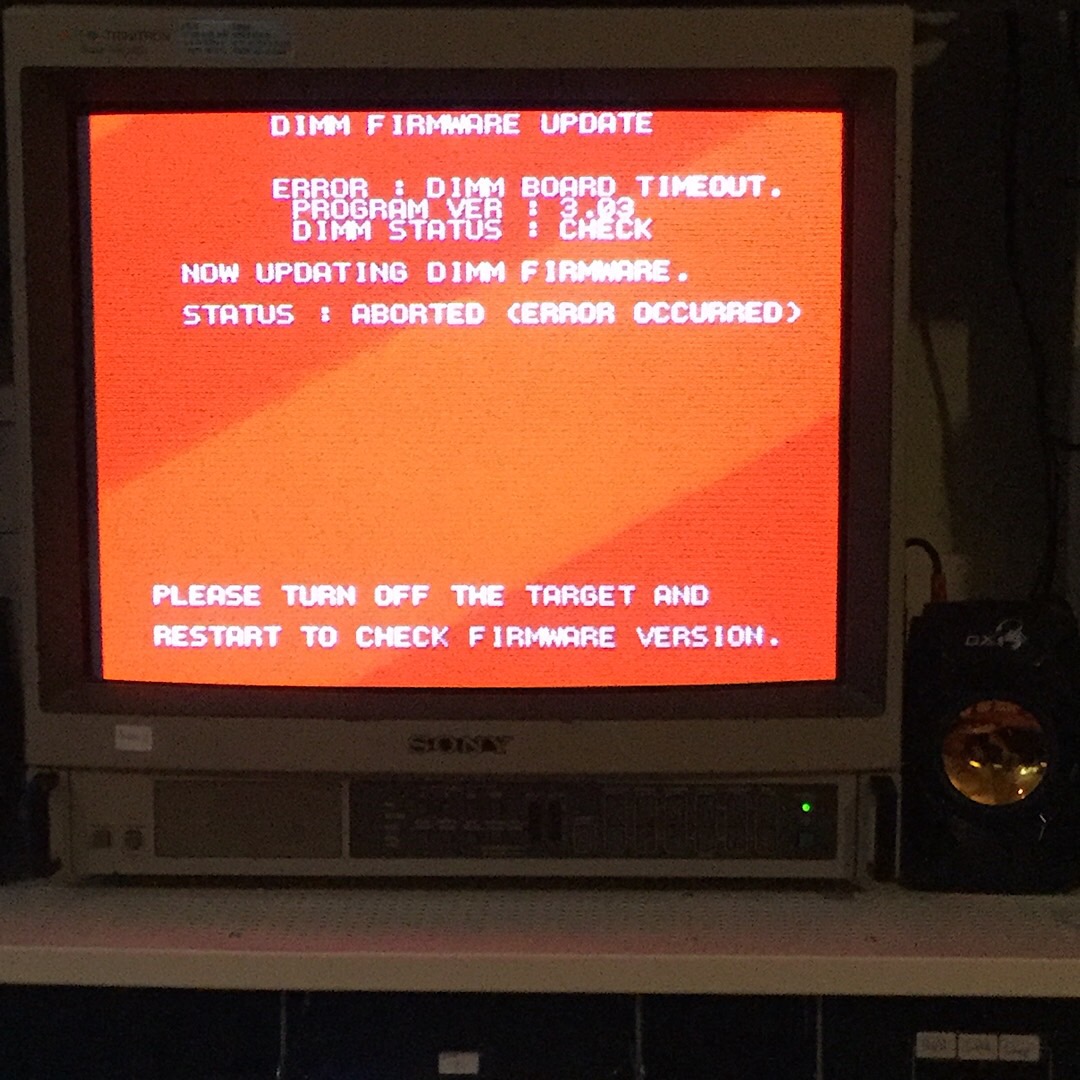 TRINITRON
DIMM FIRMWARE UPDATE
ERROR : DIMM BOARD TIMEOUT.
PROGRAM VER : 3.03
DIMM STATUS : CHECK
NOW UPDATING DIMM FIRMWARE.
STATUS : ABORTED (ERROR OCCURRED)
PLEASE TURN OFF THE TARGET AND
RESTART TO CHECK FIRMWARE VERSION.
SONY